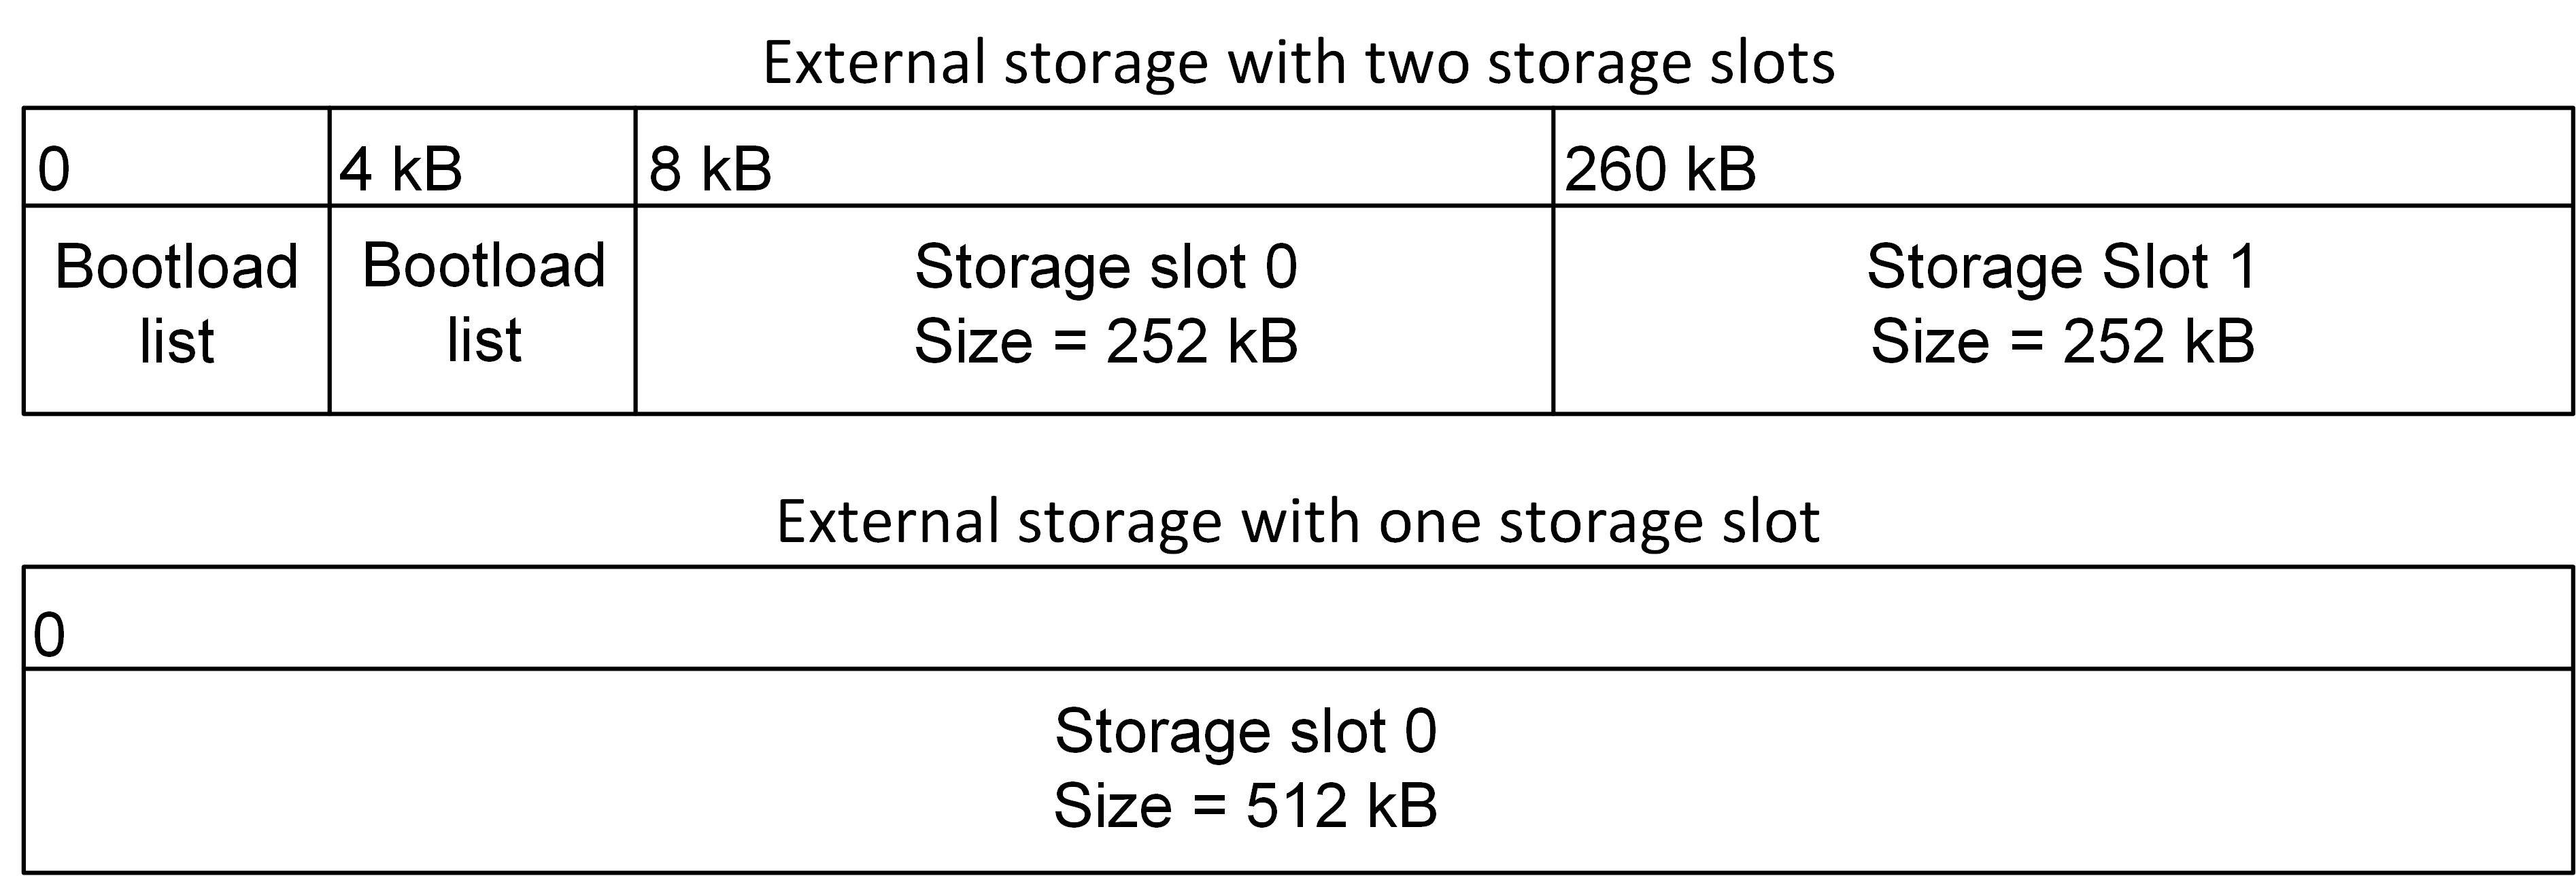 External storage with two storage slots
0 4 kB 8 kB 260 kB
Bootload Bootload Storage slot 0 Storage Slot 1
list list Size = 252 kB Size = 252 kB
External storage with one storage slot
0
Storage slot 0
Size = 512 kB